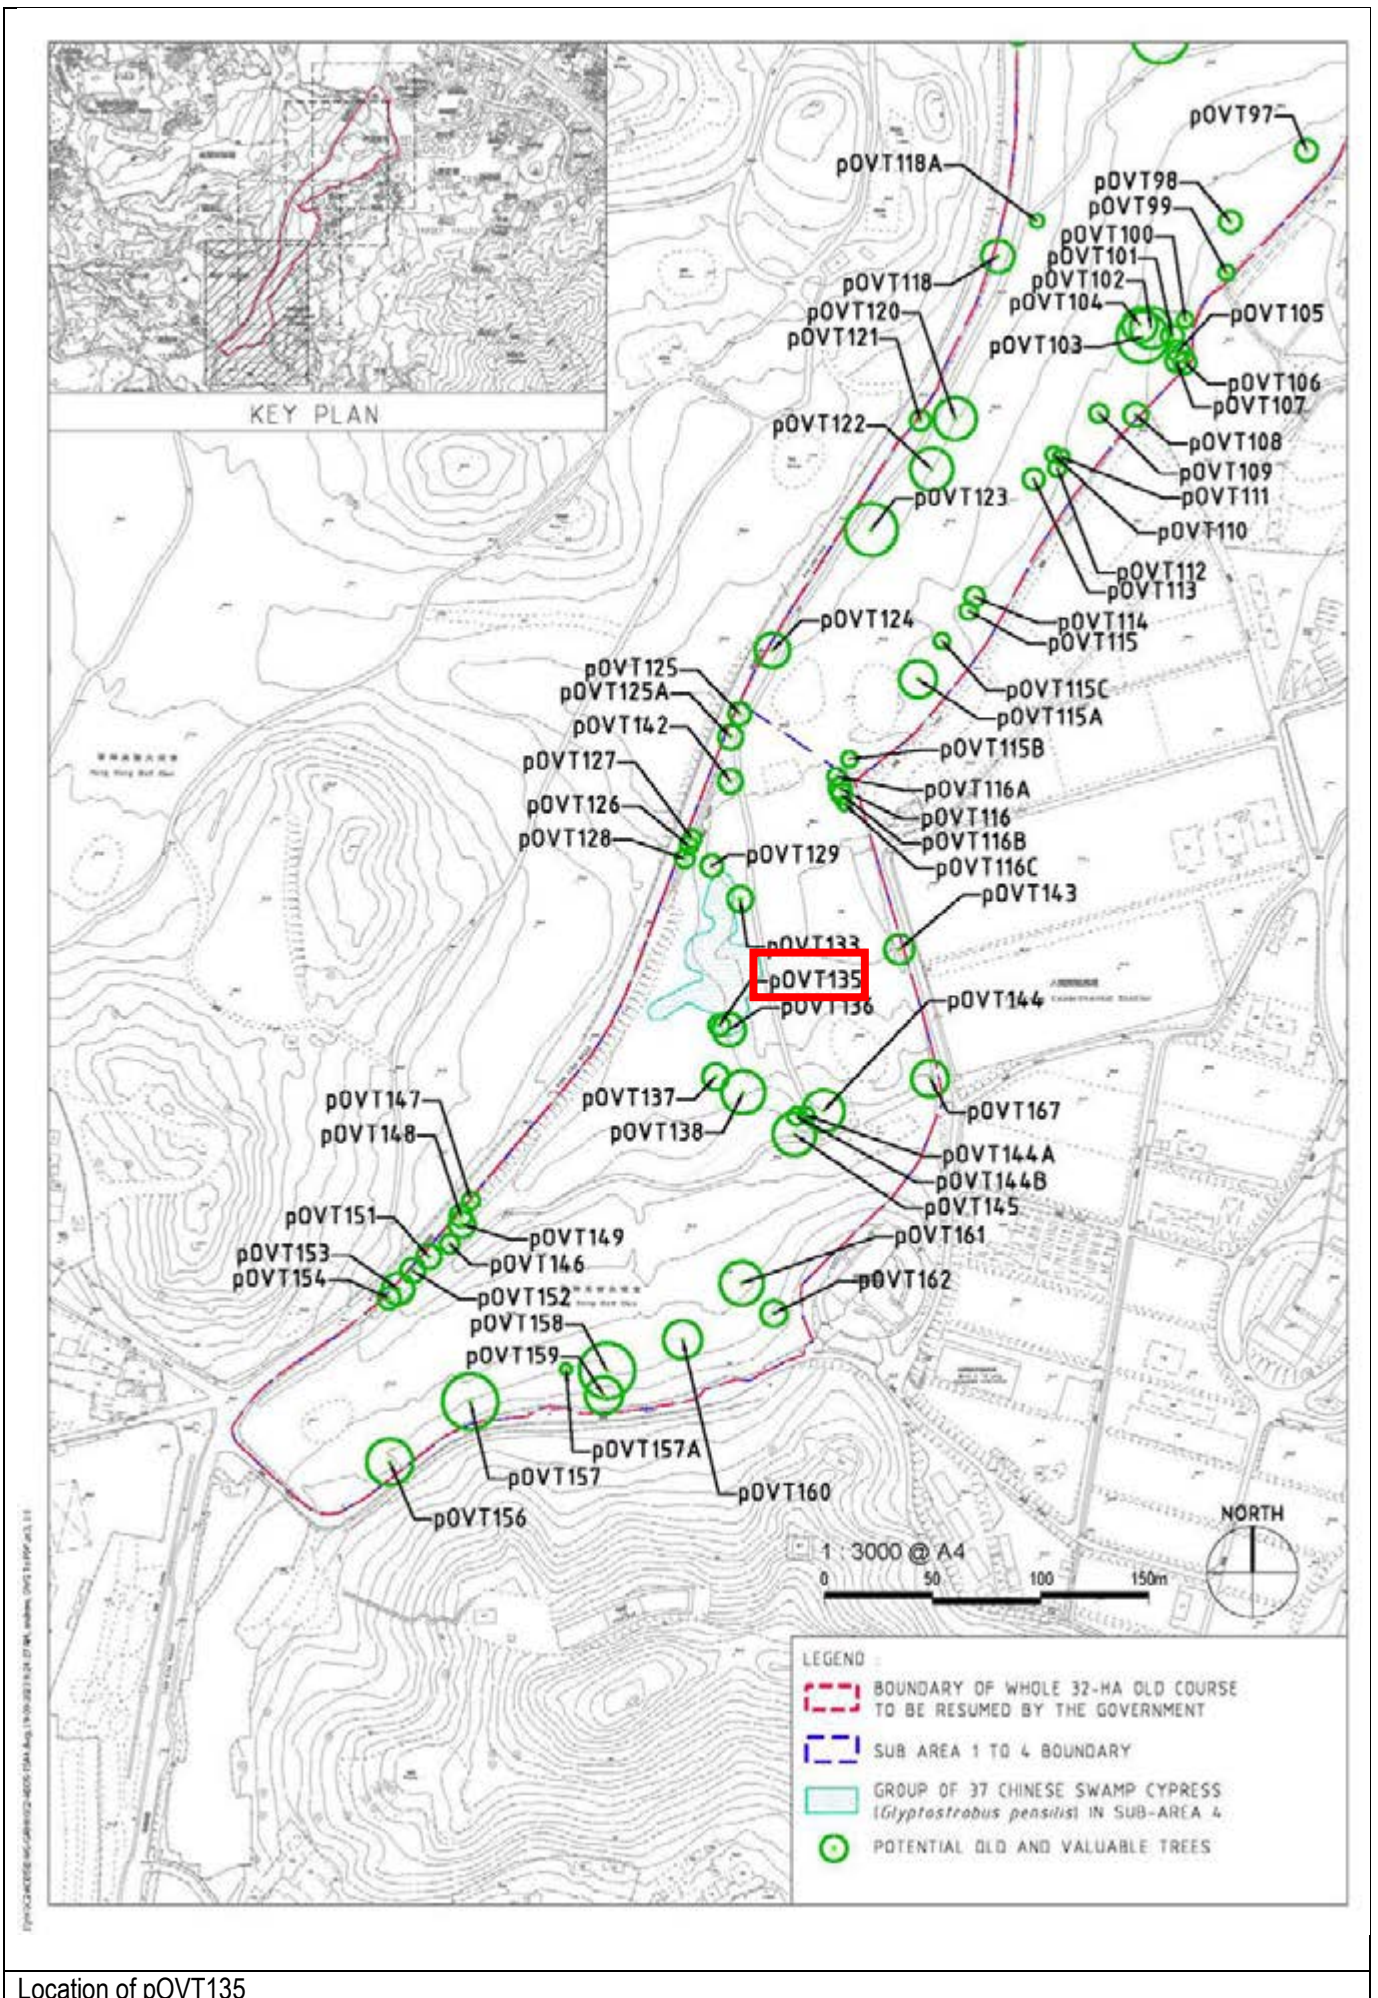 KEY PLAN
pOVT97
pOVT118A
pOVT98
pOVT99
pOVT100
pOVT101
pOVT102
pOVT104
pOVT105
pOVT103
pOVT118
pOVT120
pOVT121
pOVT106
pOVT107
pOVT122
pOVT108
pOVT109
pOVT111
pOVT123
pOVT110
pOVT112
pOVT113
pOVT124
pOVT114
pOVT115
pOVT125
pOVT125A
pOVT115C
pOVT142
pOVT115A
pOVT127
pOVT115B
pOVT126
pOVT116A
pOVT128
pOVT116
pOVT129
pOVT116B
pOVT116C
pOVT143
pOVT133
pOVT135
pOVT136
pOVT144
pOVT137
pOVT147
pOVT167
pOVT148
pOVT138
pOVT144A
pOVT144B
pOVT145
pOVT151
pOVT149
pOVT161
pOVT153
pOVT146
pOVT154
pOVT162
pOVT152
pOVT158
pOVT159
pOVT157A
pOVT157
pOVT160
pOVT156
NORTH
1 : 3000 @ A4
0 50 100 150m
LEGEND :
BOUNDARY OF WHOLE 32-HA OLD COURSE
TO BE RESUMED BY THE GOVERNMENT
SUB AREA 1 TO 4 BOUNDARY
GROUP OF 37 CHINESE SWAMP CYPRESS
(Glyptostrobus pensilis) IN SUB-AREA 4
POTENTIAL OLD AND VALUABLE TREES
Location of pOVT135